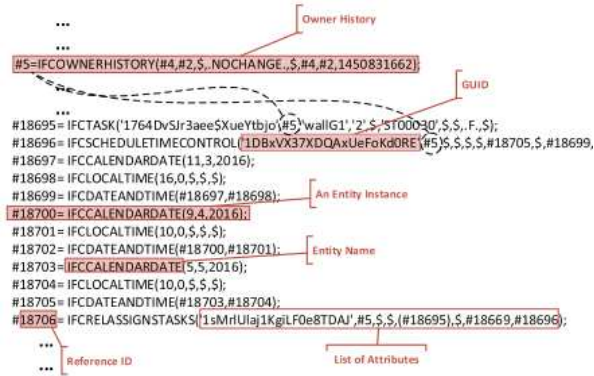 ...
Owner History
...
#5=IFCOWNERHISTORY(#4,#2,$,.NOCHANGE.,$,#4,#2,1450831662);
...
GUID
...
#18695= IFCTASK('1764DvSJr3aee$XueYtbjo',#5,'wallG1','2',$,'ST00030',$,$,.F.,$);
#18696= IFCSCHEDULETIMECONTROL('1DBxVX37XDQAxUeFoKd0RE',#5,$,$,$,$,#18705,$,#18699,
#18697= IFCCALENDARDATE(11,3,2016);
#18698= IFCLOCALTIME(16,0,$,$,$);
An Entity Instance
#18699= IFCDATEANDTIME(#18697,#18698);
#18700= IFCCALENDARDATE(9,4,2016);
#18701= IFCLOCALTIME(10,0,$,$,$);
Entity Name
#18702= IFCDATEANDTIME(#18700,#18701);
#18703= IFCCALENDARDATE(5,5,2016);
#18704= IFCLOCALTIME(10,0,$,$,$);
#18705= IFCDATEANDTIME(#18703,#18704);
#18706= IFCRELASSIGNSTASKS('1sMrlUlaj1KgiLF0e8TDAJ',#5,$,$,(#18695),$,#18669,#18696);
...
Reference ID
List of Attributes
...